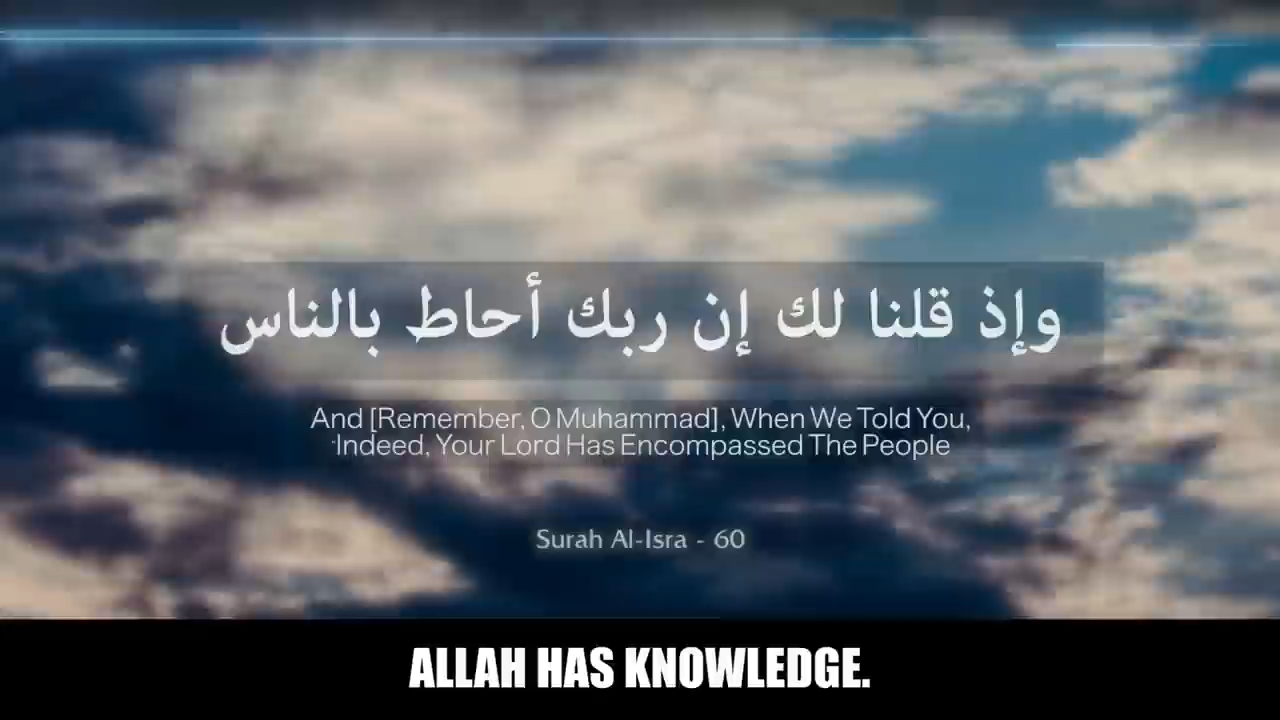 وإذ قلنا لك إن ربك أحاط بالناس
And [Remember, O Muhammad], When We Told You,
'Indeed, Your Lord Has Encompassed The People
Surah Al-Isra - 60
ALLAH HAS KNOWLEDGE.